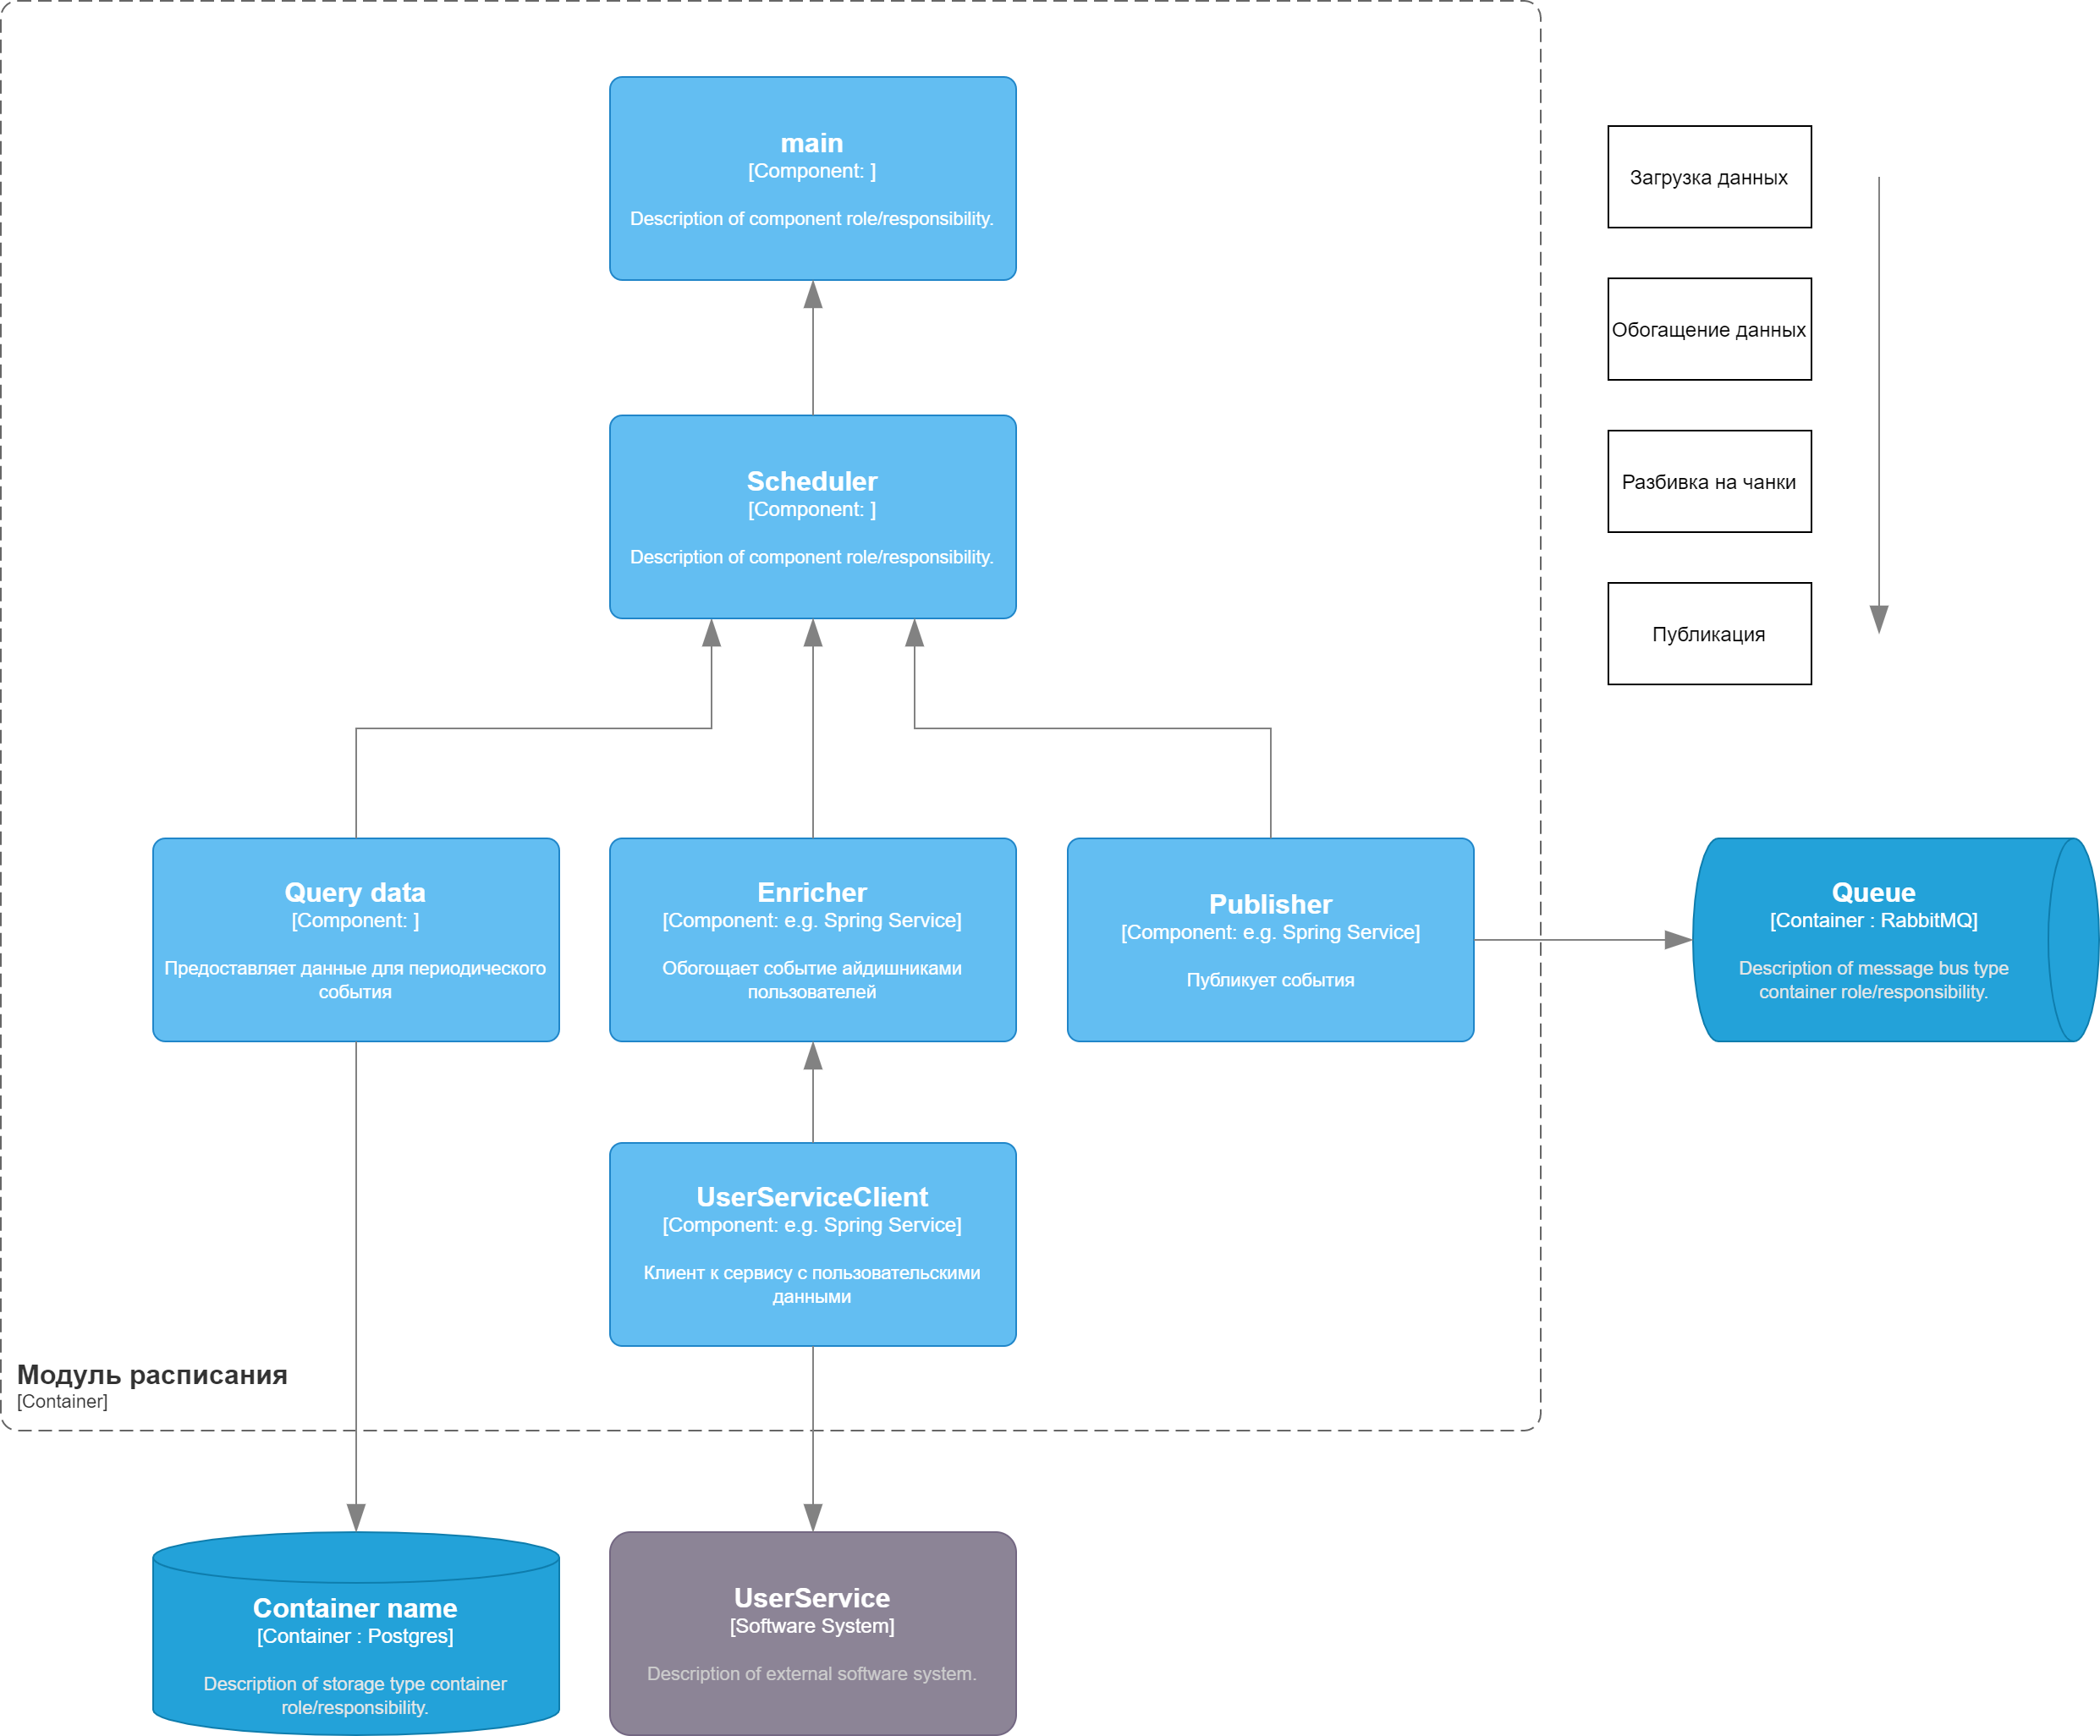 main
[Component: ]
Description of component role/responsibility.
Загрузка данных
Обогащение данных
Scheduler
[Component: ]
Description of component role/responsibility.
Разбивка на чанки
Публикация
Query data
[Component: ]
Предоставляет данные для периодического
события
Enricher
[Component: e.g. Spring Service]
Обогощает событие айдишниками
пользователей
Publisher
[Component: e.g. Spring Service]
Публикует события
Queue
[Container : RabbitMQ]
Description of message bus type
container role/responsibility.
UserServiceClient
[Component: e.g. Spring Service]
Клиент к сервису с пользовательскими
данными
Модуль расписания
[Container]
Container name
[Container : Postgres]
Description of storage type container
role/responsibility.
UserService
[Software System]
Description of external software system.